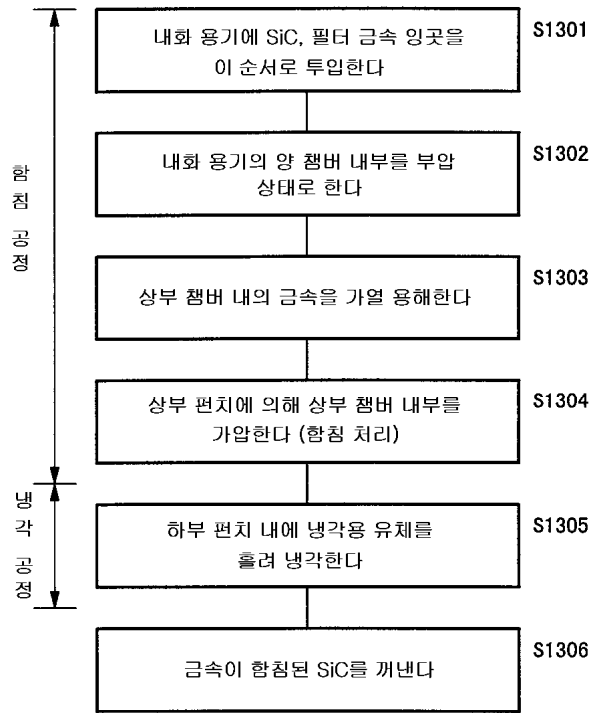 내화 용기에 SiC, 필터 금속 잉곳을
이 순서로 투입한다
S1301
내화 용기의 양 챔버 내부를 부압
상태로 한다
S1302
상부 챔버 내의 금속을 가열 용해한다
S1303
상부 펀치에 의해 상부 챔버 내부를
가압한다 (함침 처리)
S1304
함침 공정
하부 펀치 내에 냉각용 유체를
흘려 냉각한다
S1305
냉각 공정
금속이 함침된 SiC를 꺼낸다
S1306